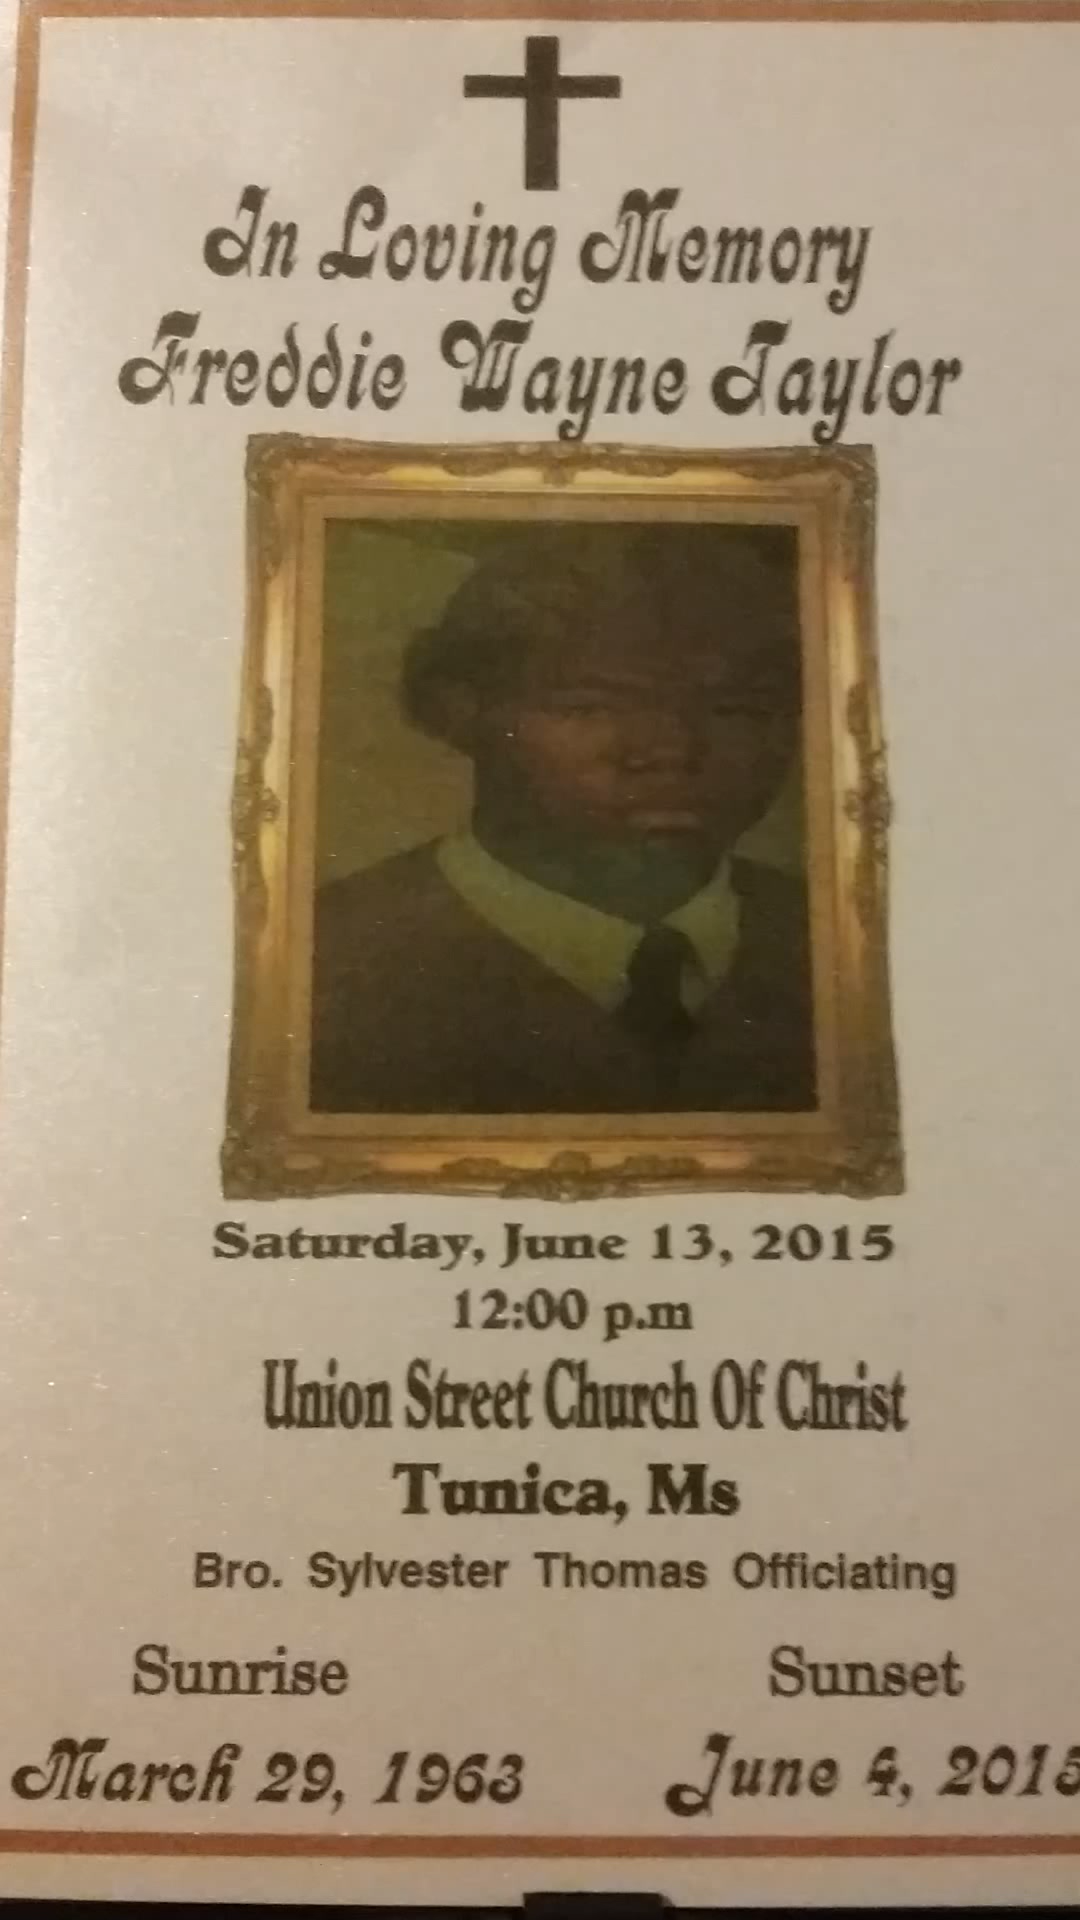 In Loving Memory
Freddie Wayne Taylor
Saturday, June 13, 2015
12:00 p.m
Union Street Church Of Christ
Tunica, Ms
Bro. Sylvester Thomas Officiating
Sunrise Sunset
March 29, 1963 June 4, 2015